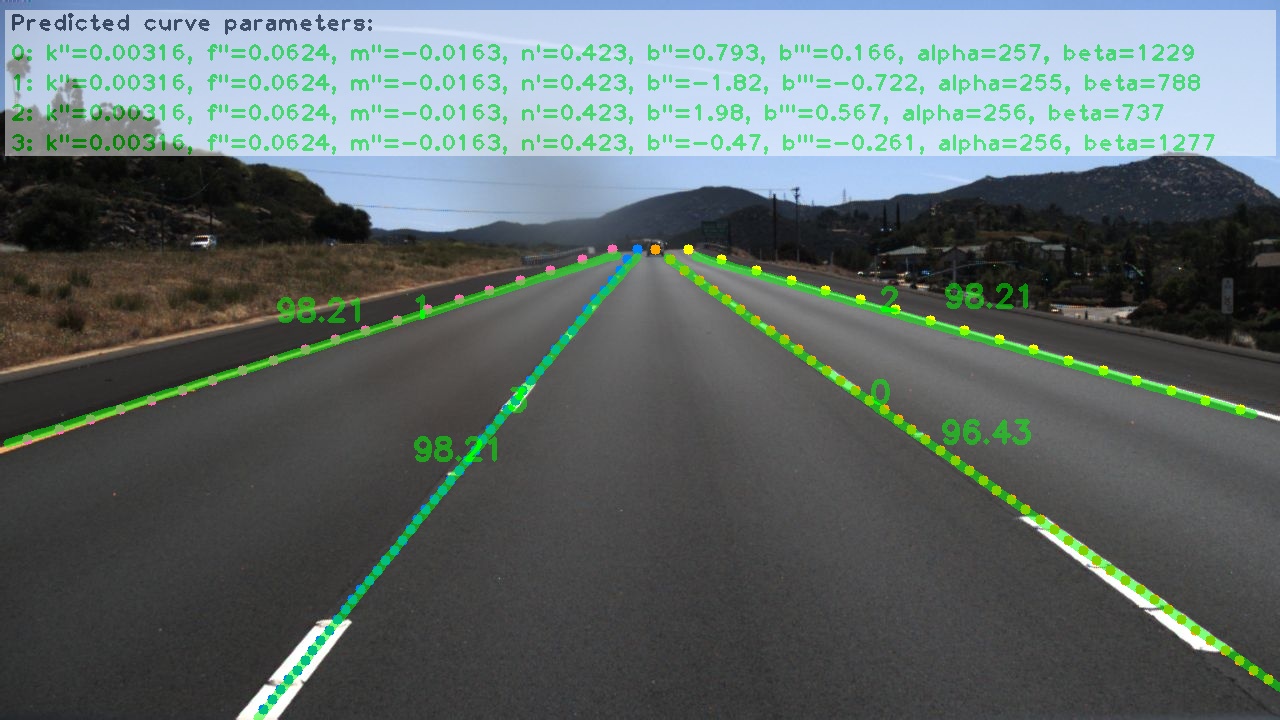 Predicted curve parameters:
0: k''=0.00316, f''=0.0624, m''=-0.0163, n'=0.423, b''=0.793, b'''=0.166, alpha=257, beta=1229
1: k''=0.00316, f''=0.0624, m''=-0.0163, n'=0.423, b''=-1.82, b'''=-0.722, alpha=255, beta=788
2: k''=0.00316, f''=0.0624, m''=-0.0163, n'=0.423, b''=1.98, b'''=0.567, alpha=256, beta=737
3: k''=0.00316, f''=0.0624, m''=-0.0163, n'=0.423, b''=-0.47, b'''=-0.261, alpha=256, beta=1277
98.21 1
2 98.21
3
0
98.21
96.43